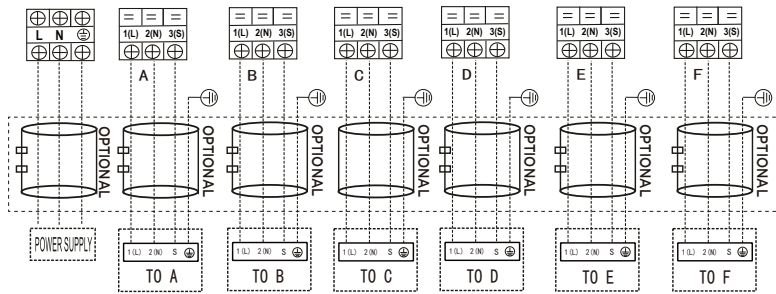 L N
1(L) 2(N) 3(S)
1(L) 2(N) 3(S)
1(L) 2(N) 3(S)
1(L) 2(N) 3(S)
1(L) 2(N) 3(S)
1(L) 2(N) 3(S)
A B C D E F
OPTIONAL
OPTIONAL
OPTIONAL
OPTIONAL
OPTIONAL
OPTIONAL
OPTIONAL
POWER SUPPLY
1 (L) 2 (N) S
TO A
1 (L) 2 (N) S
TO B
1 (L) 2 (N) S
TO C
1 (L) 2 (N) S
TO D
1 (L) 2 (N) S
TO E
1 (L) 2 (N) S
TO F